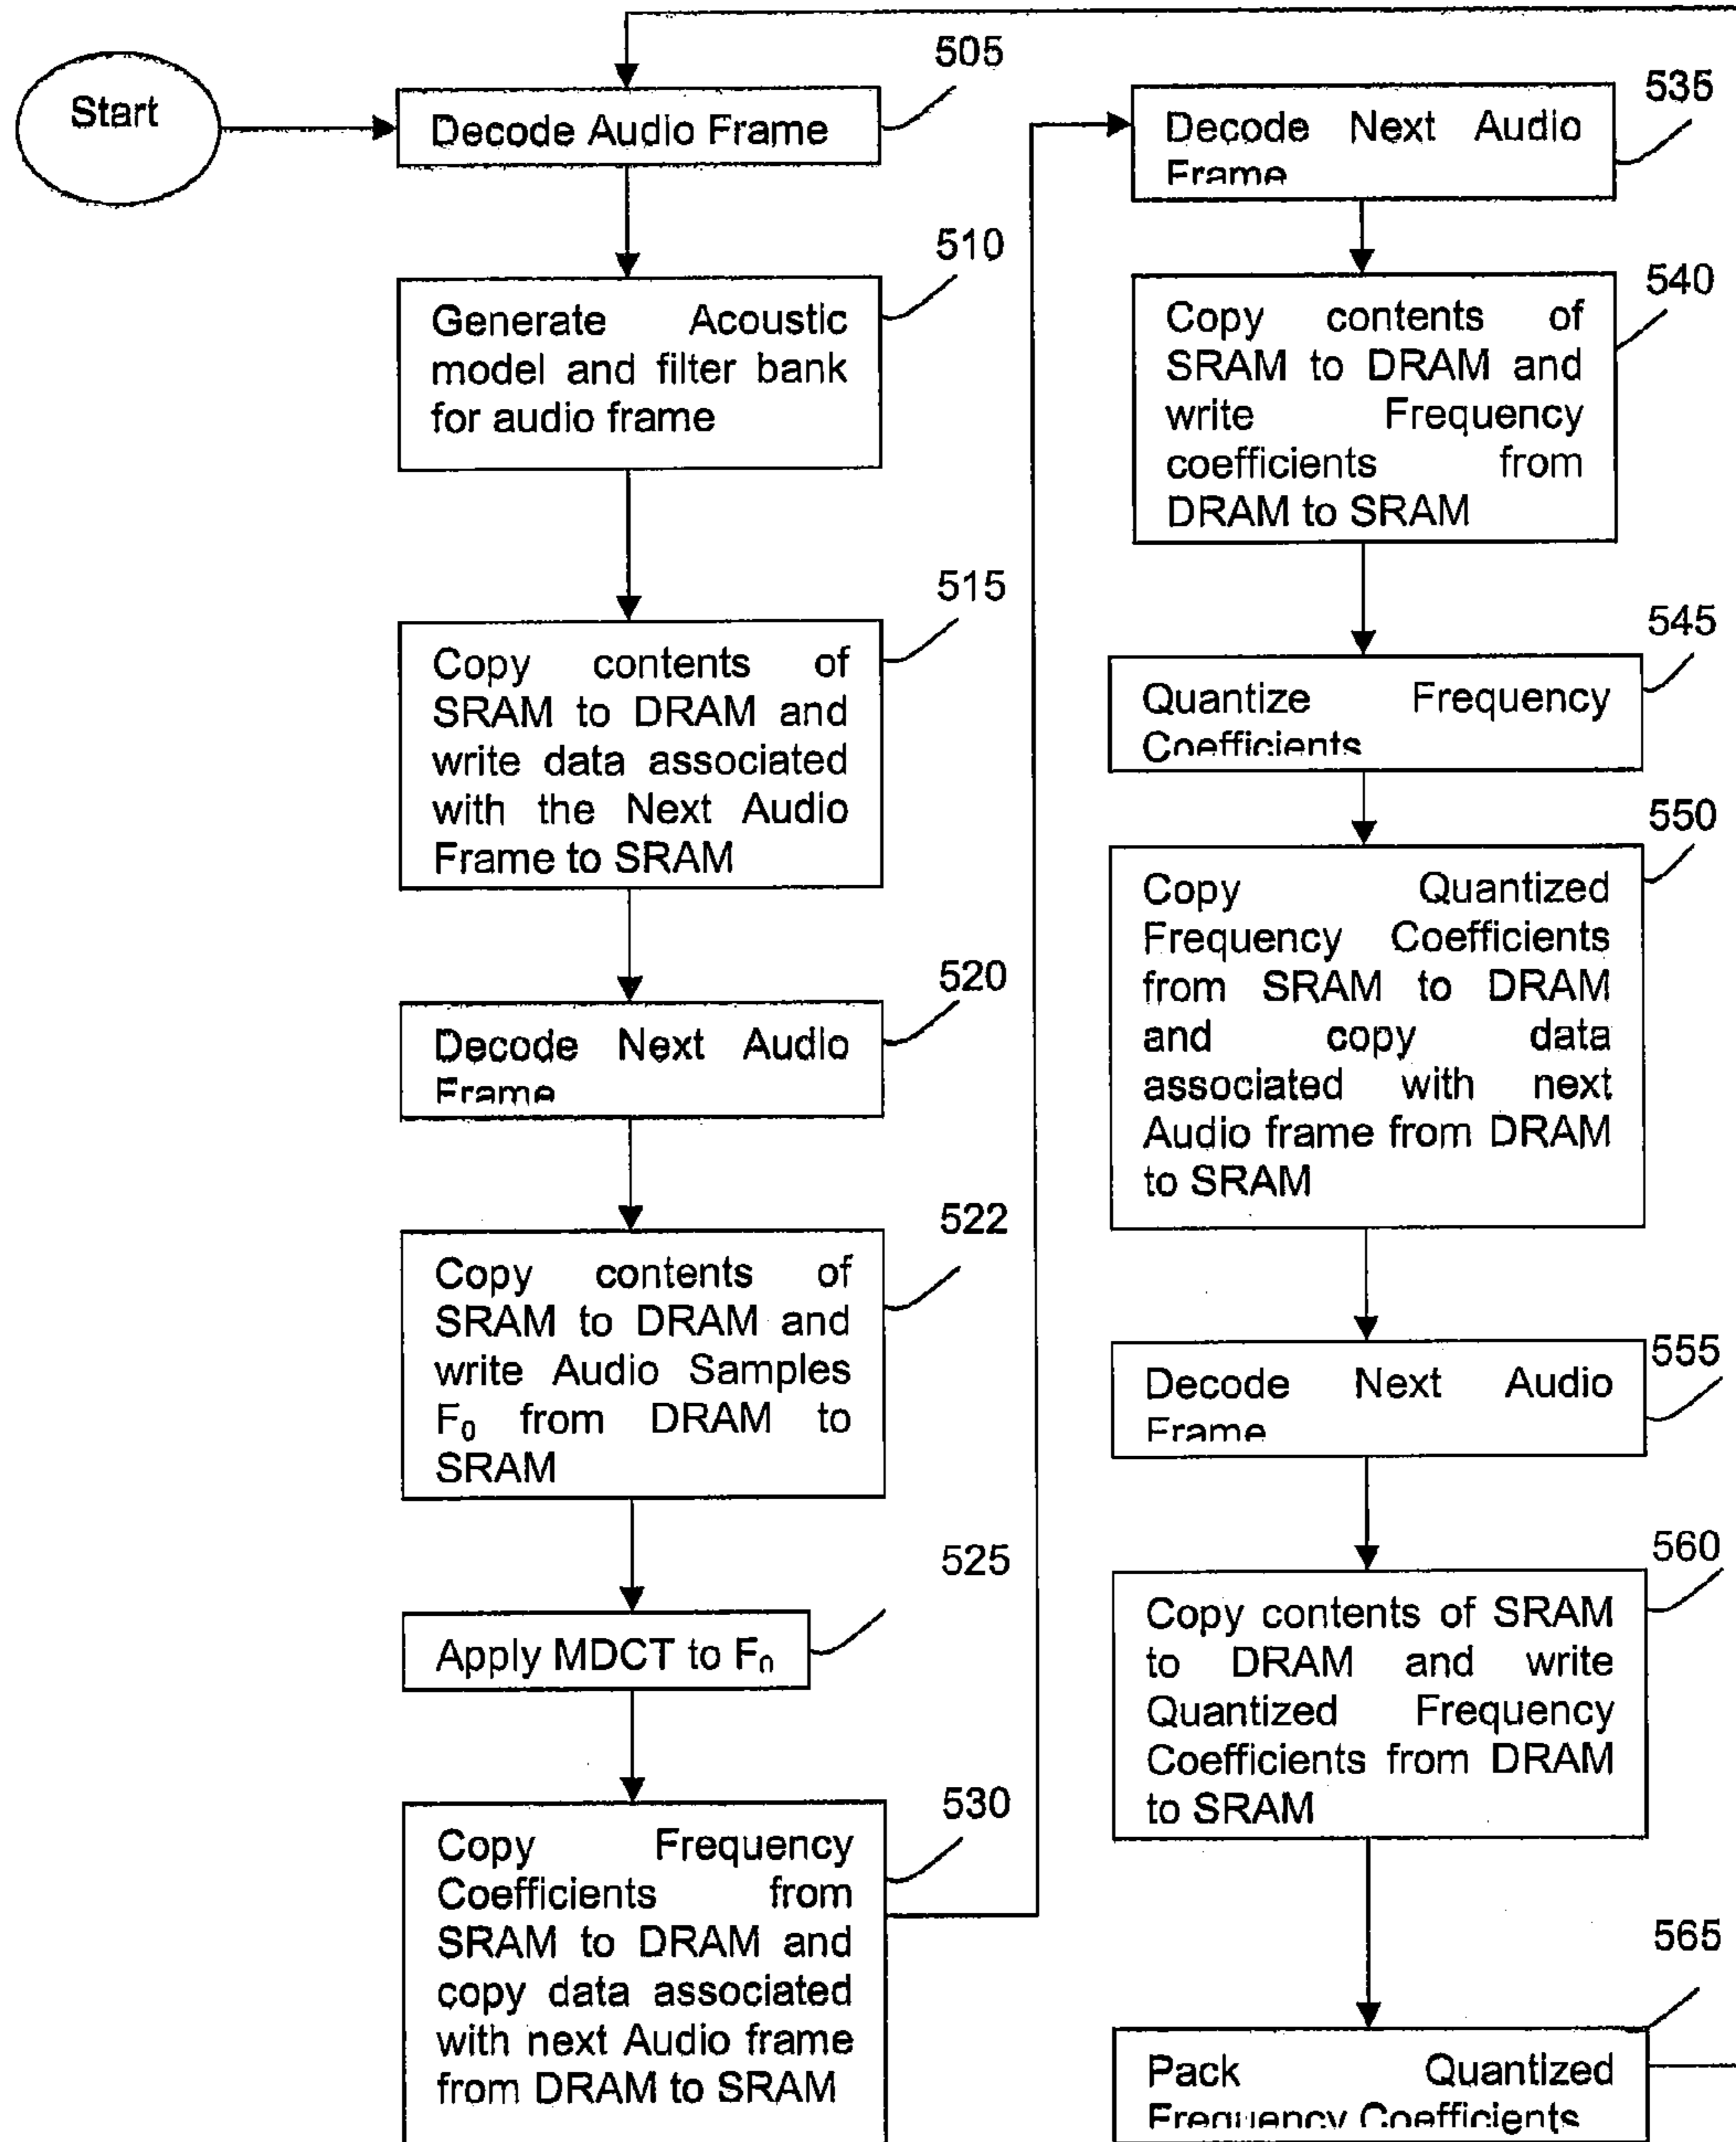 Start
505
Decode Audio Frame
510
Generate Acoustic
model and filter bank
for audio frame
515
Copy contents of
SRAM to DRAM and
write data associated
with the Next Audio
Frame to SRAM
520
Decode Next Audio
Frame
522
Copy contents of
SRAM to DRAM and
write Audio Samples
F₀ from DRAM to
SRAM
525
Apply MDCT to F₀
530
Copy Frequency
Coefficients from
SRAM to DRAM and
copy data associated
with next Audio frame
from DRAM to SRAM
535
Decode Next Audio
Frame
540
Copy contents of
SRAM to DRAM and
write Frequency
coefficients from
DRAM to SRAM
545
Quantize Frequency
Coefficients
550
Copy Quantized
Frequency Coefficients
from SRAM to DRAM
and copy data
associated with next
Audio frame from DRAM
to SRAM
555
Decode Next Audio
Frame
560
Copy contents of SRAM
to DRAM and write
Quantized Frequency
Coefficients from DRAM
to SRAM
565
Pack Quantized
Frequency Coefficients